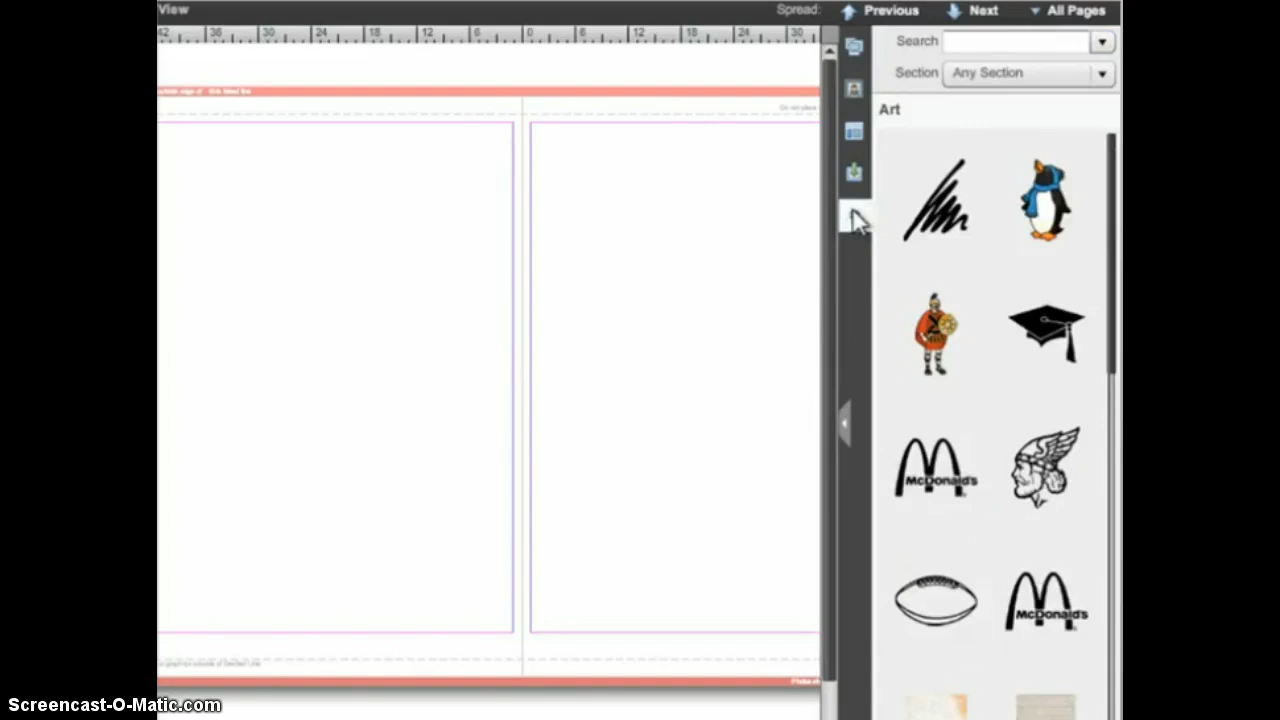 View
Spread:
Previous
Next
All Pages
42 36 30 24 18 12 6 0 6 12 18 24 30
Search
Section
Any Section
Art
McDonald's
McDonald's
Screencast-O-Matic.com